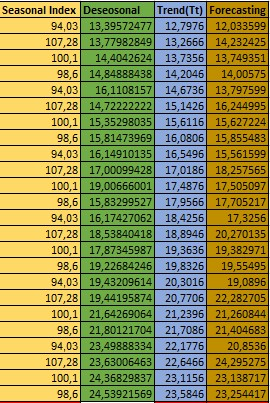 Seasonal Index Deseosonal Trend(Tt) Forecasting
94,03 13,39572477 12,7976 12,033599
107,28 13,77982849 13,2666 14,232425
100,1 14,4042624 13,7356 13,749351
98,6 14,84888438 14,2046 14,00575
94,03 16,1108157 14,6736 13,797599
107,28 14,72222222 15,1426 16,244995
100,1 15,35298035 15,6116 15,627224
98,6 15,81473969 16,0806 15,855483
94,03 16,14910135 16,5496 15,561599
107,28 17,00099428 17,0186 18,257565
100,1 19,00666001 17,4876 17,505097
98,6 15,83299527 17,9566 17,705217
94,03 16,17427062 18,4256 17,3256
107,28 18,53840418 18,8946 20,270135
100,1 17,87345987 19,3636 19,382971
98,6 19,22684246 19,8326 19,55495
94,03 19,43209614 20,3016 19,0896
107,28 19,44195874 20,7706 22,282705
100,1 21,64269064 21,2396 21,260844
98,6 21,80121704 21,7086 21,404683
94,03 23,49888334 22,1776 20,8536
107,28 23,63006463 22,6466 24,295275
100,1 24,36829837 23,1156 23,138717
98,6 24,53921569 23,5846 23,254417